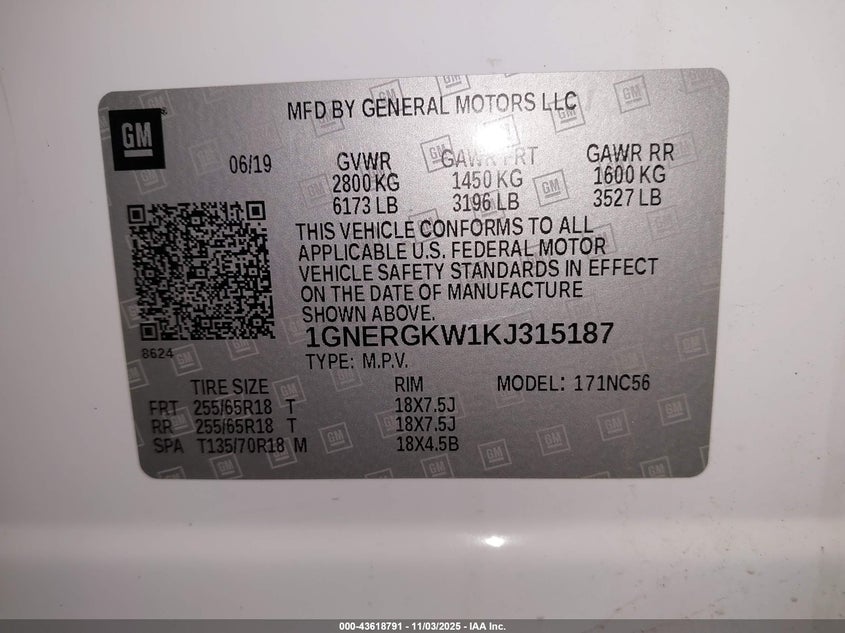 GM
MFD BY GENERAL MOTORS LLC
06/19 GVWR GAWR FRT GAWR RR
2800 KG 1450 KG 1600 KG
6173 LB 3196 LB 3527 LB
THIS VEHICLE CONFORMS TO ALL
APPLICABLE U.S. FEDERAL MOTOR
VEHICLE SAFETY STANDARDS IN EFFECT
ON THE DATE OF MANUFACTURE
SHOWN ABOVE.
8624
1GNERGKW1KJ315187
TYPE: M.P.V.
TIRE SIZE RIM MODEL: 171NC56
FRT 255/65R18 T 18X7.5J
RR 255/65R18 T 18X7.5J
SPA T135/70R18 M 18X4.5B
000-43618791 - 11/03/2025 - IAA Inc.